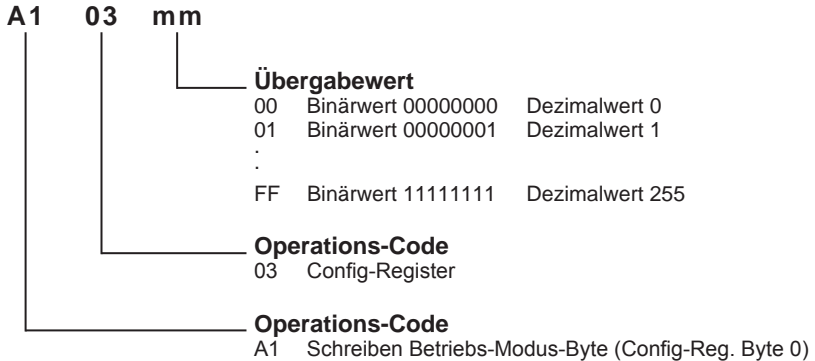 A1 03 mm
Übergabewert
00 Binärwert 00000000 Dezimalwert 0
01 Binärwert 00000001 Dezimalwert 1
.
.
FF Binärwert 11111111 Dezimalwert 255
Operations-Code
03 Config-Register
Operations-Code
A1 Schreiben Betriebs-Modus-Byte (Config-Reg. Byte 0)